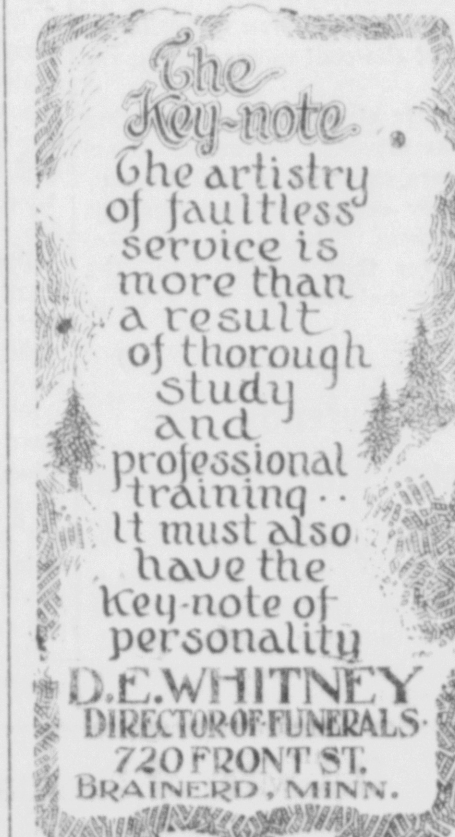 The
Key-note
The artistry
of faultless
service is
more than
a result
of thorough
study
and
professional
training · ·
It must also
have the
key-note of
personality
D.E. WHITNEY
DIRECTOR·OF·FUNERALS·
720 FRONT ST.
BRAINERD, MINN.